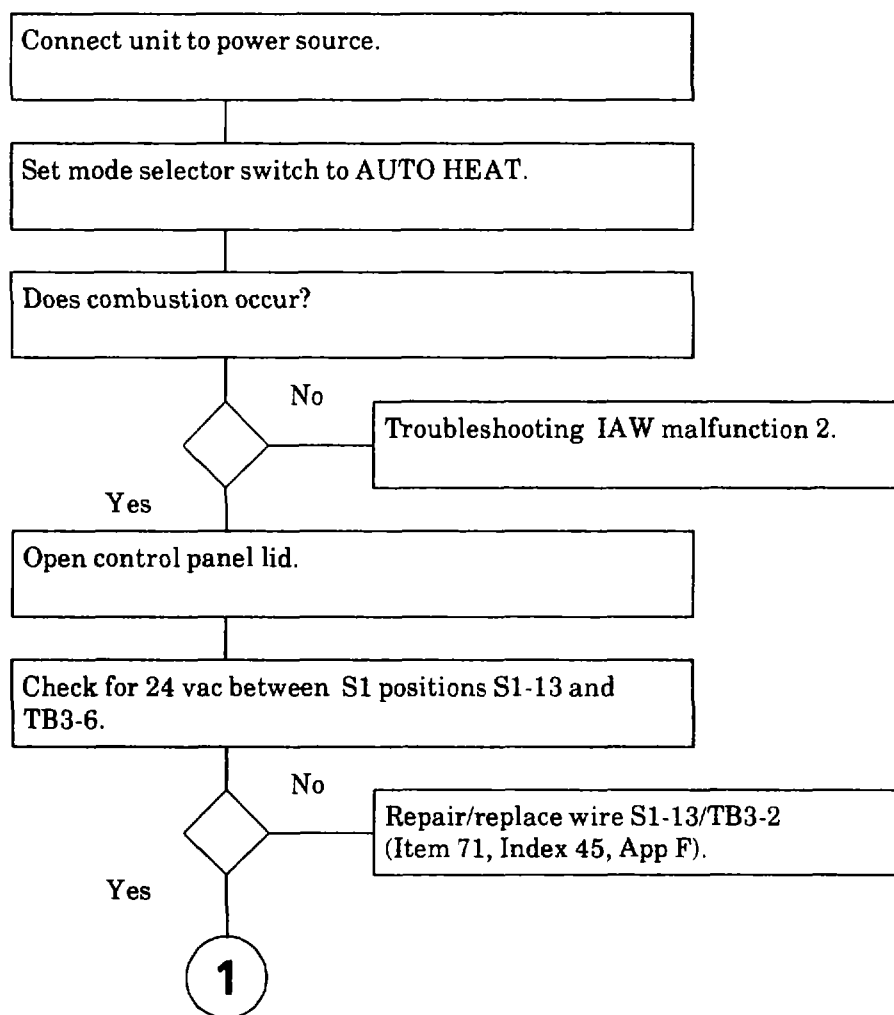 Connect unit to power source.
Set mode selector switch to AUTO HEAT.
Does combustion occur?
No
Troubleshooting IAW malfunction 2.
Yes
Open control panel lid.
Check for 24 vac between S1 positions S1-13 and
TB3-6.
No
Repair/replace wire S1-13/TB3-2
(Item 71, Index 45, App F).
Yes
1